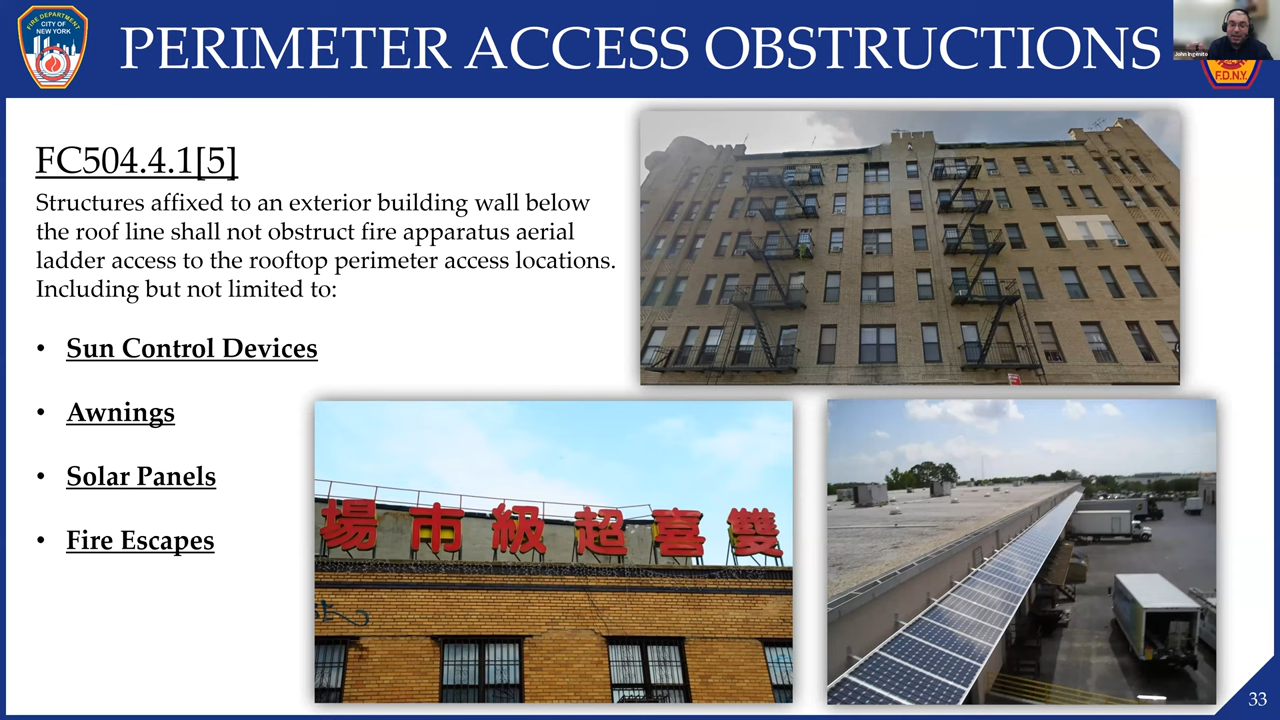 FIRE DEPARTMENT
CITY OF
NEW YORK
PERIMETER ACCESS OBSTRUCTIONS
John Ingenito
F.D.N.Y.
FC504.4.1[5]
Structures affixed to an exterior building wall below
the roof line shall not obstruct fire apparatus aerial
ladder access to the rooftop perimeter access locations.
Including but not limited to:
• Sun Control Devices
• Awnings
• Solar Panels
• Fire Escapes
場市級超喜雙
33